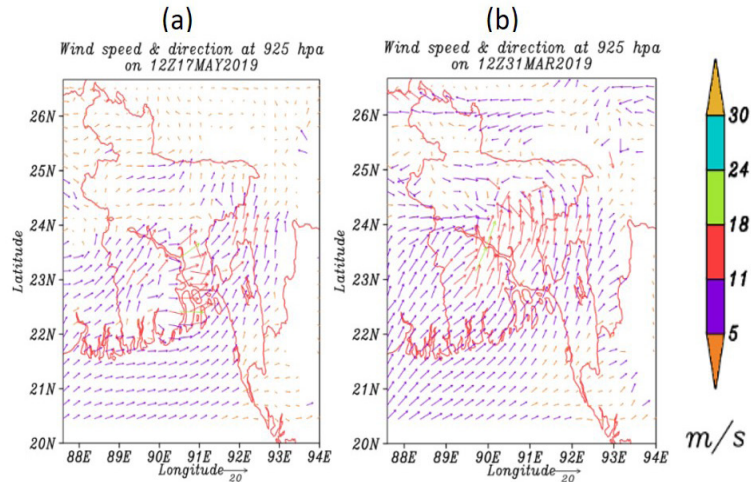 (a)
Wind speed & direction at 925 hpa
on 12Z17MAY2019
26N
25N
24N
23N
22N
21N
20N
Latitude
88E 89E 90E 91E 92E 93E 94E
Longitude
20
(b)
Wind speed & direction at 925 hpa
on 12Z31MAR2019
26N
25N
24N
23N
22N
21N
20N
Latitude
88E 89E 90E 91E 92E 93E 94E
Longitude
20
30
24
18
11
5
m/s